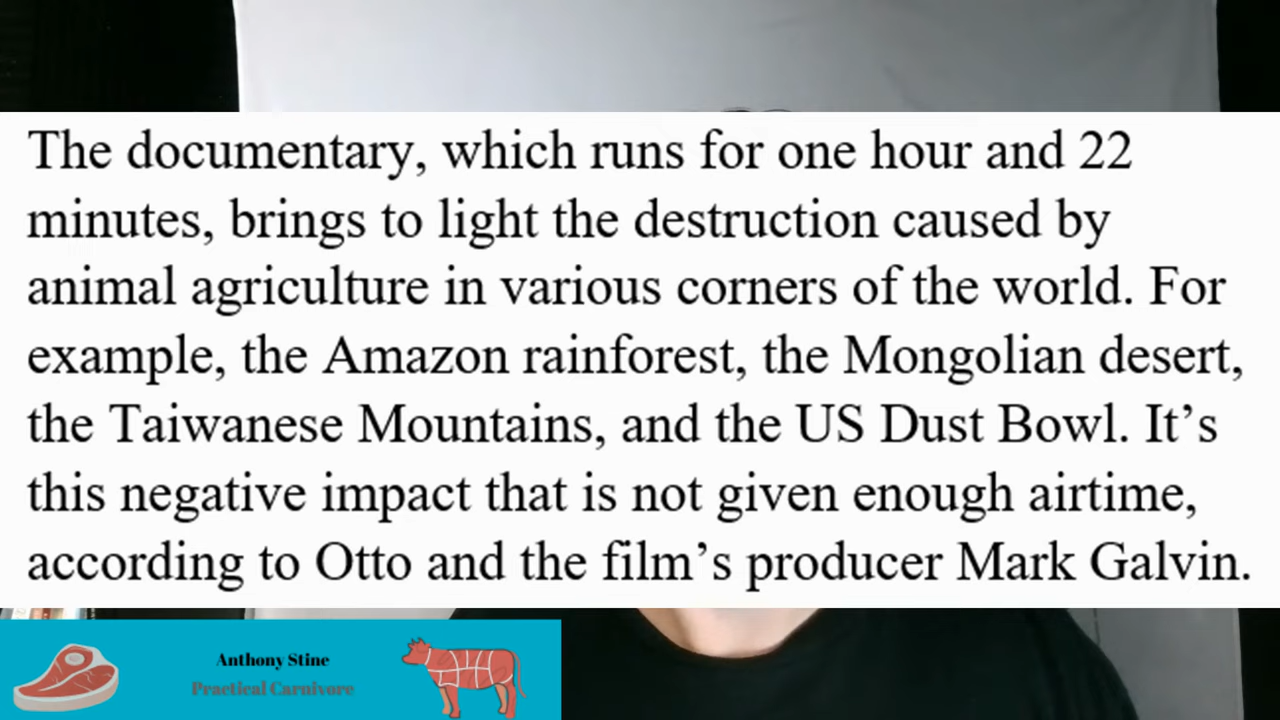 The documentary, which runs for one hour and 22
minutes, brings to light the destruction caused by
animal agriculture in various corners of the world. For
example, the Amazon rainforest, the Mongolian desert,
the Taiwanese Mountains, and the US Dust Bowl. It’s
this negative impact that is not given enough airtime,
according to Otto and the film’s producer Mark Galvin.
Anthony Stine
Practical Carnivore